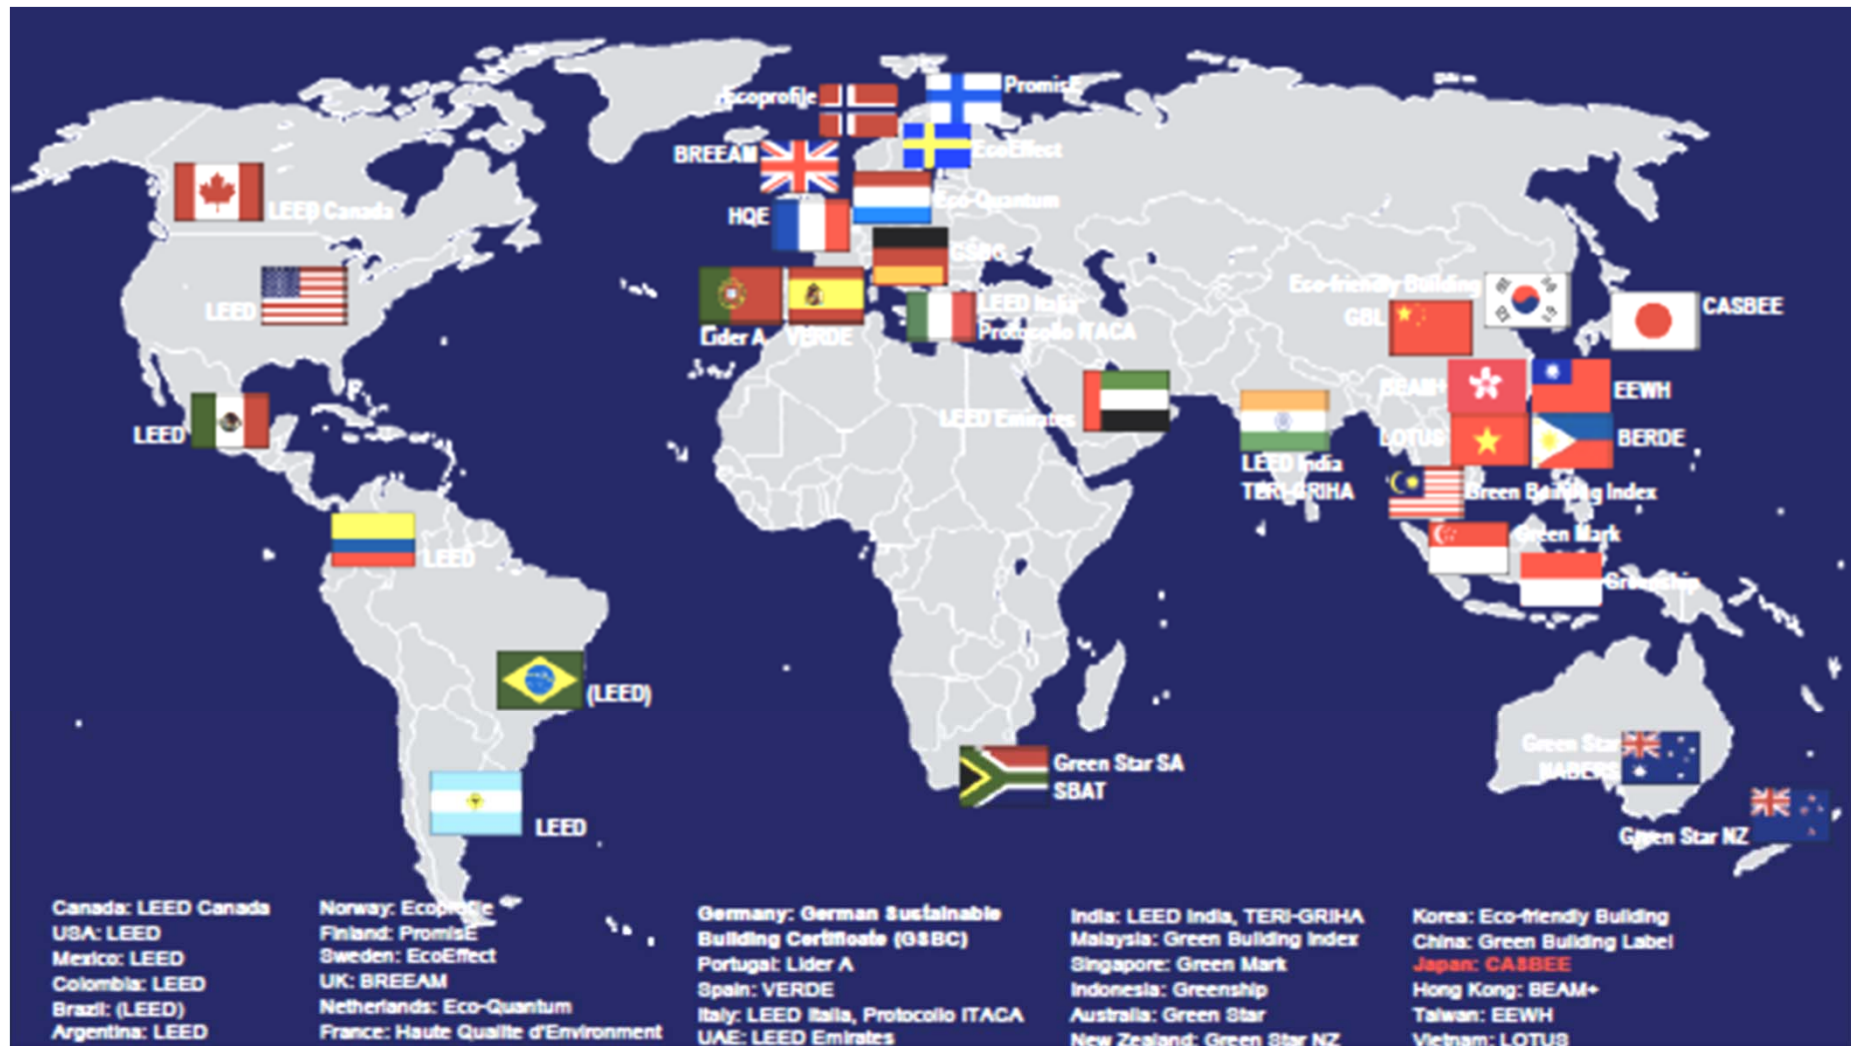 Ecoprofile
PromisE
BREEAM
EcoEffect
LEED Canada
HQE
Eco-Quantum
GSBC
LEED
Lider A
VERDE
LEED Italia
Protocollo ITACA
Eco-friendly Building
GBL
CASBEE
LEED
LEED Emirates
BEAM+
EEWH
LOTUS
BERDE
LEED India
TERI-GRIHA
Green Building Index
LEED
Green Mark
Greenship
(LEED)
Green Star SA
SBAT
Green Star
NABERS
LEED
Green Star NZ
Canada: LEED Canada
USA: LEED
Mexico: LEED
Colombia: LEED
Brazil: (LEED)
Argentina: LEED
Norway: Ecoprofile
Finland: PromisE
Sweden: EcoEffect
UK: BREEAM
Netherlands: Eco-Quantum
France: Haute Qualite d'Environment
Germany: German Sustainable
Building Certificate (GSBC)
Portugal: Lider A
Spain: VERDE
Italy: LEED Italia, Protocollo ITACA
UAE: LEED Emirates
India: LEED India, TERI-GRIHA
Malaysia: Green Building Index
Singapore: Green Mark
Indonesia: Greenship
Australia: Green Star
New Zealand: Green Star NZ
Korea: Eco-friendly Building
China: Green Building Label
Japan: CASBEE
Hong Kong: BEAM+
Taiwan: EEWH
Vietnam: LOTUS